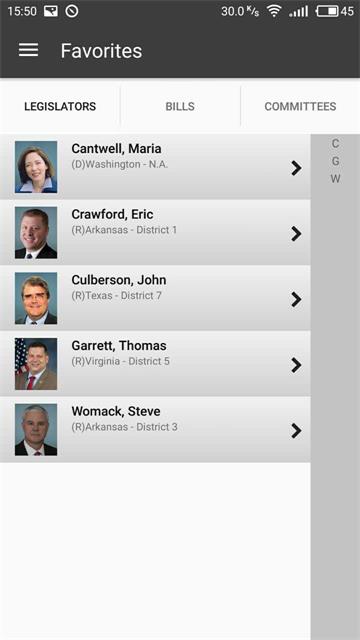 15:50
30.0 K/s
45
Favorites
LEGISLATORS
BILLS
COMMITTEES
Cantwell, Maria
(D)Washington - N.A.
Crawford, Eric
(R)Arkansas - District 1
Culberson, John
(R)Texas - District 7
Garrett, Thomas
(R)Virginia - District 5
Womack, Steve
(R)Arkansas - District 3
C
G
W